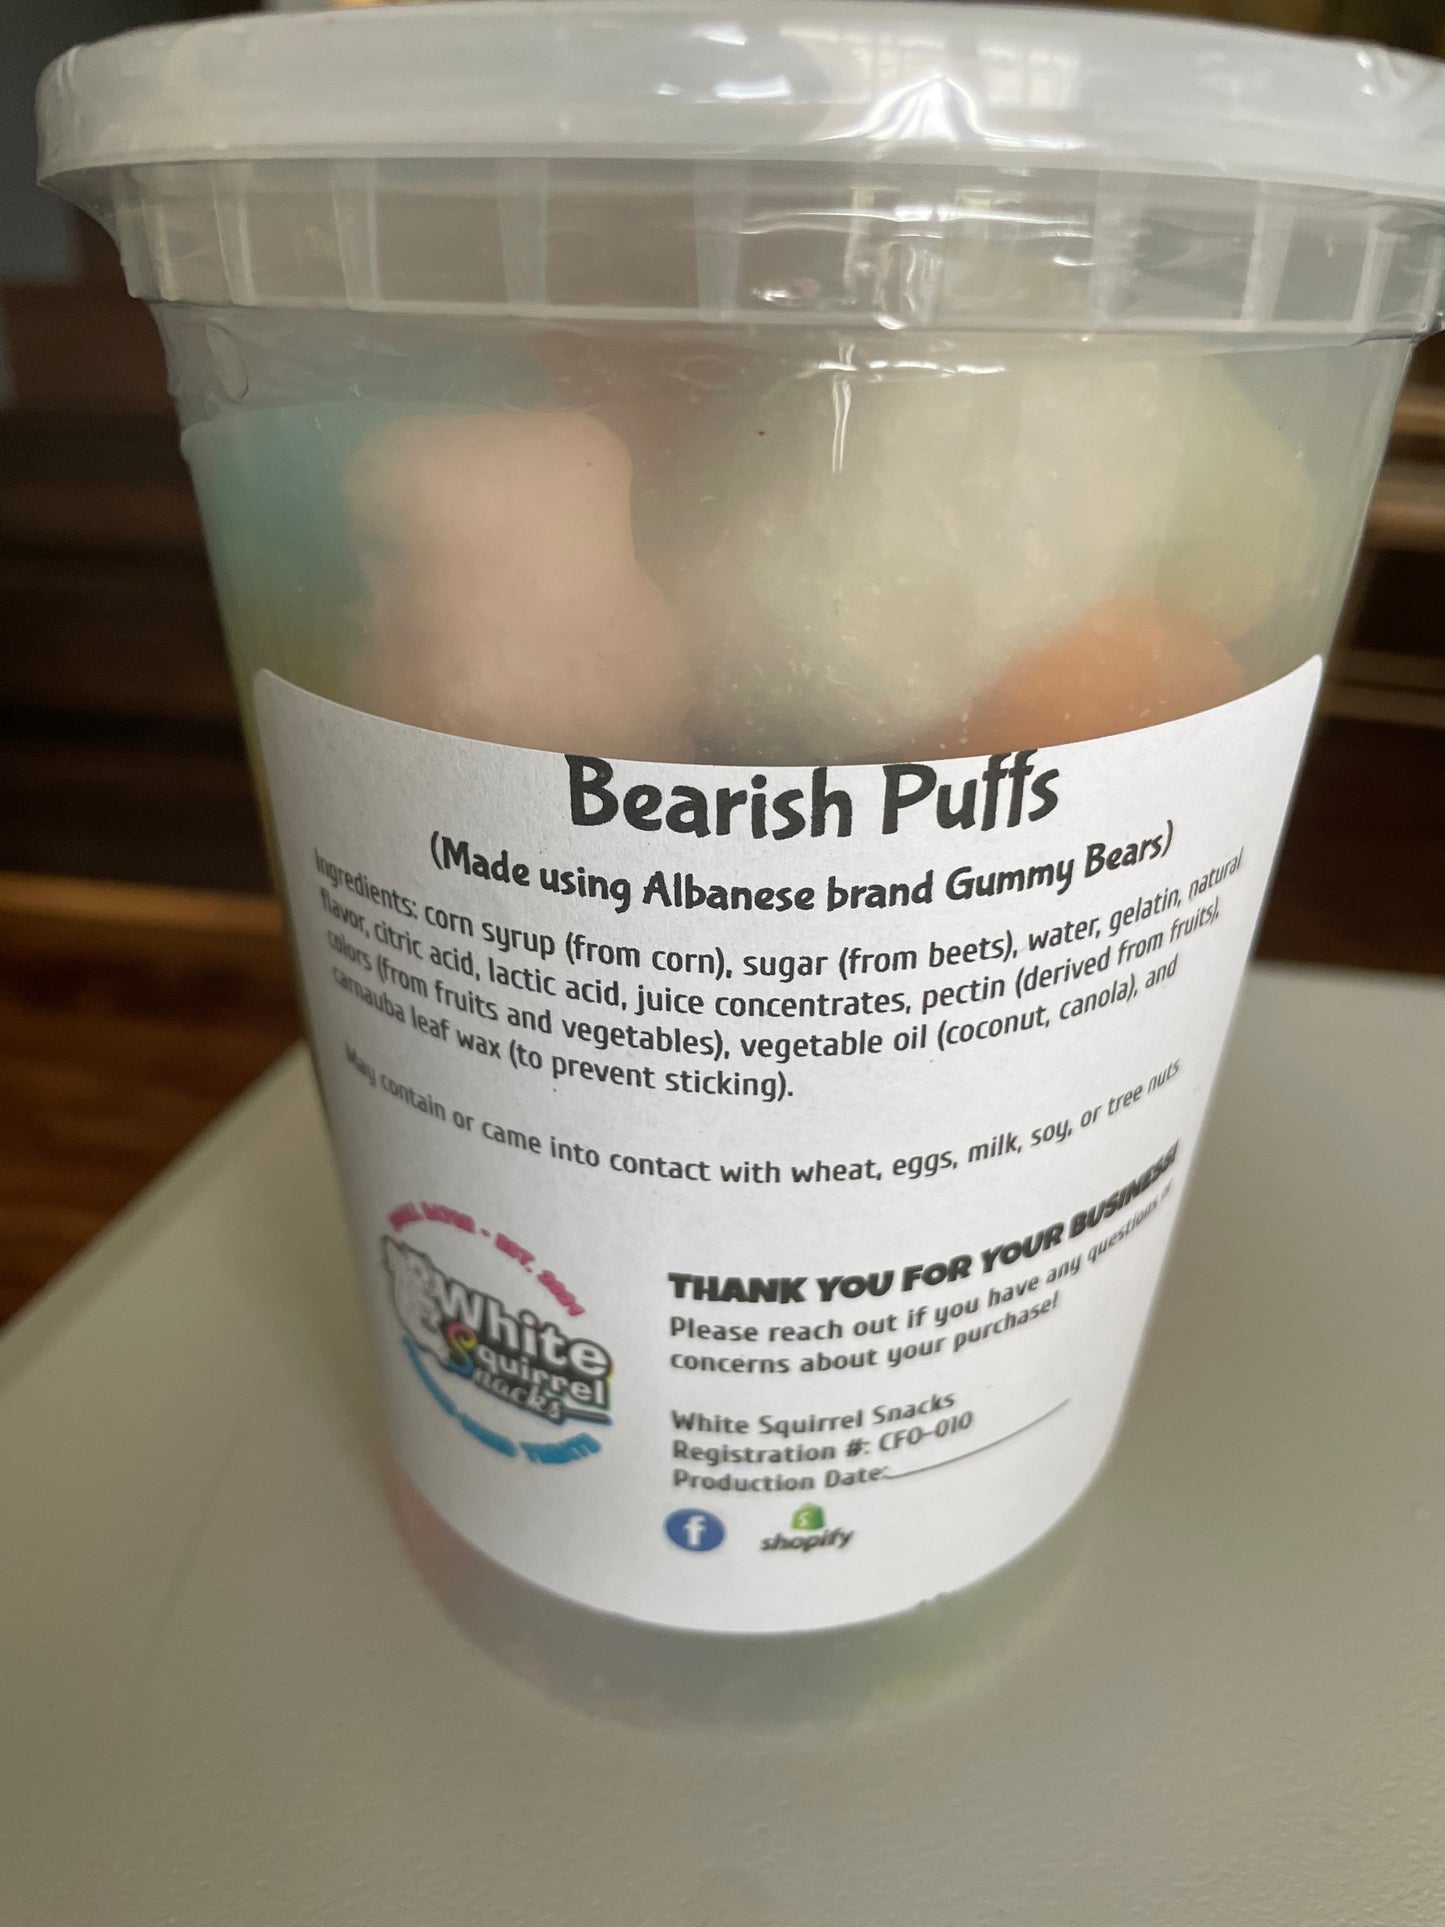 Bearish Puffs
(Made using Albanese brand Gummy Bears)
Ingredients: corn syrup (from corn), sugar (from beets), water, gelatin, natural
flavor, citric acid, lactic acid, juice concentrates, pectin (derived from fruits),
colors (from fruits and vegetables), vegetable oil (coconut, canola), and
carnauba leaf wax (to prevent sticking).
May contain or came into contact with wheat, eggs, milk, soy, or tree nuts
THANK YOU FOR YOUR BUSINESS!
Please reach out if you have any questions or
concerns about your purchase!
White Squirrel Snacks
Registration #: CFO-010
Production Date:
EST. 2021
White
Squirrel
Snacks
TREATS
f
shopify